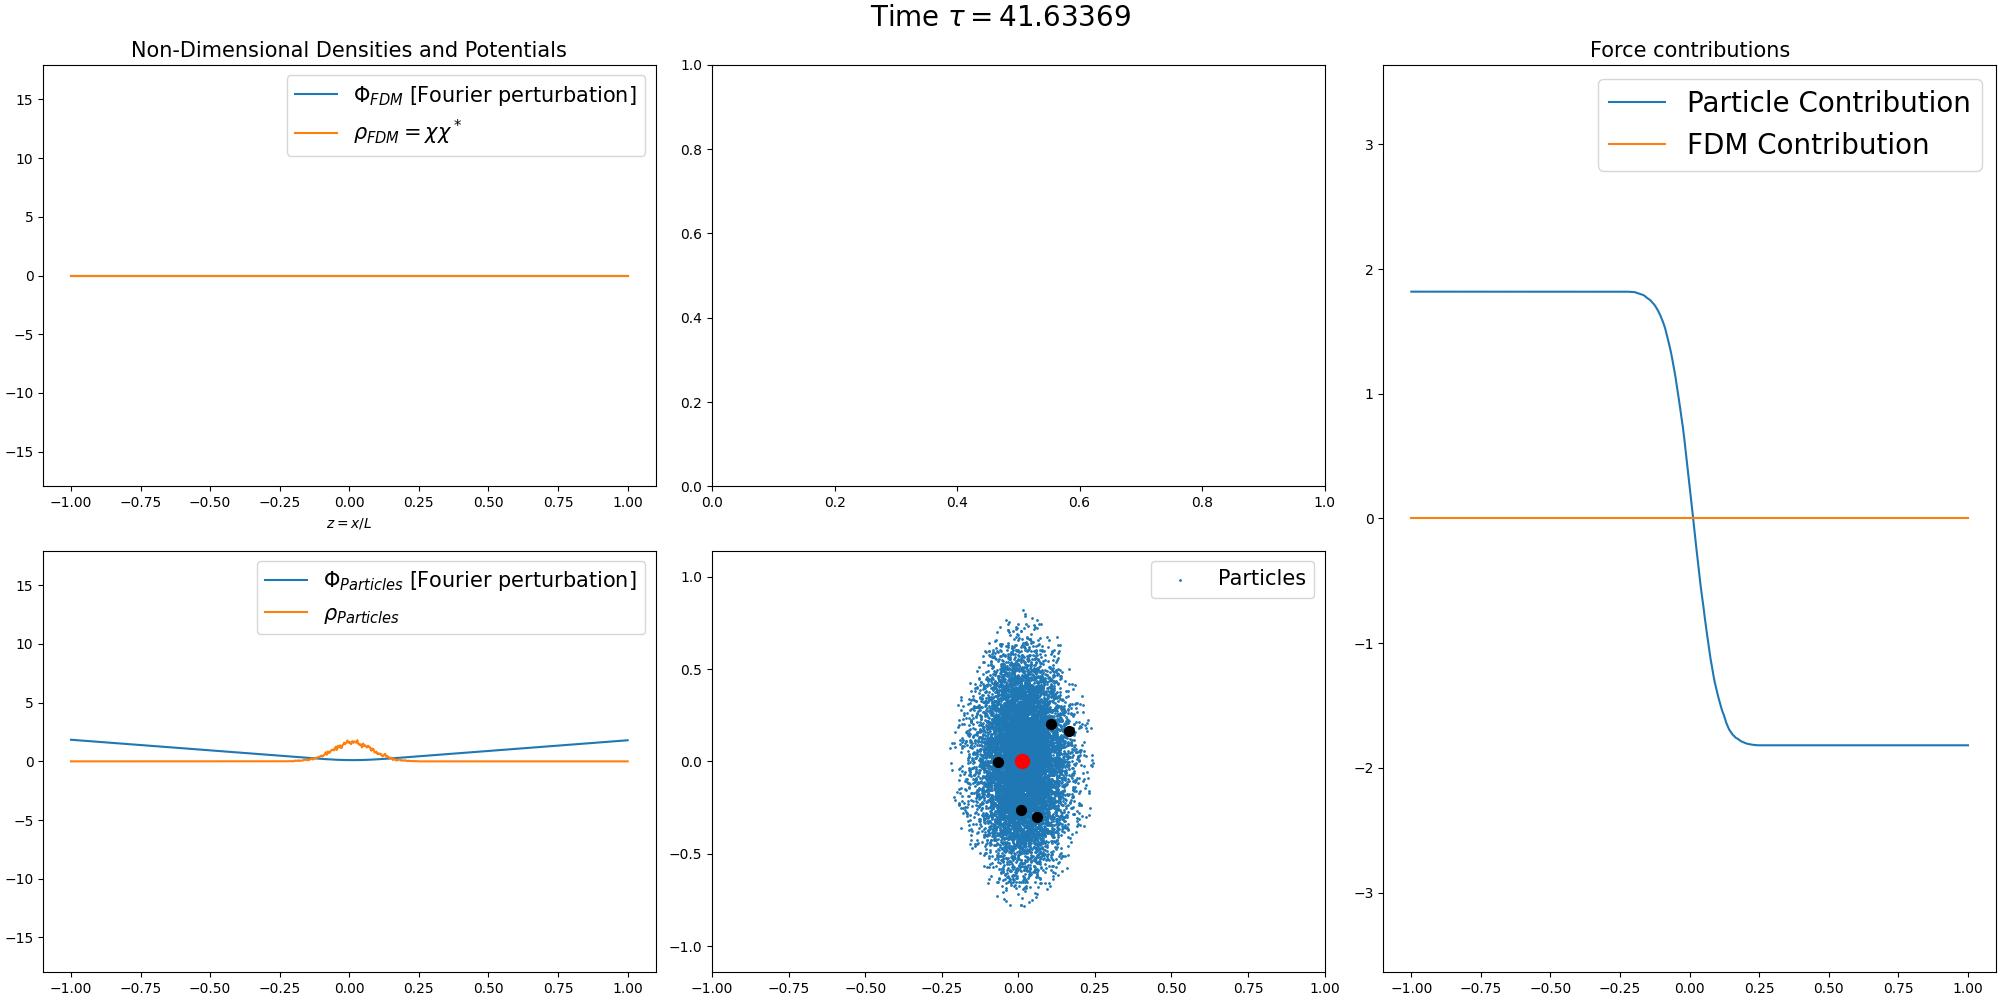 Time τ = 41.63369
Non-Dimensional Densities and Potentials
Φ_FDM [Fourier perturbation]
ρ_FDM = χχ*
15
10
5
0
−5
−10
−15
−1.00 −0.75 −0.50 −0.25 0.00 0.25 0.50 0.75 1.00
z = x/L
1.0
0.8
0.6
0.4
0.2
0.0
0.0 0.2 0.4 0.6 0.8 1.0
Φ_Particles [Fourier perturbation]
ρ_Particles
15
10
5
0
−5
−10
−15
−1.00 −0.75 −0.50 −0.25 0.00 0.25 0.50 0.75 1.00
Particles
1.0
0.5
0.0
−0.5
−1.0
−1.00 −0.75 −0.50 −0.25 0.00 0.25 0.50 0.75 1.00
Force contributions
Particle Contribution
FDM Contribution
3
2
1
0
−1
−2
−3
−1.00 −0.75 −0.50 −0.25 0.00 0.25 0.50 0.75 1.00